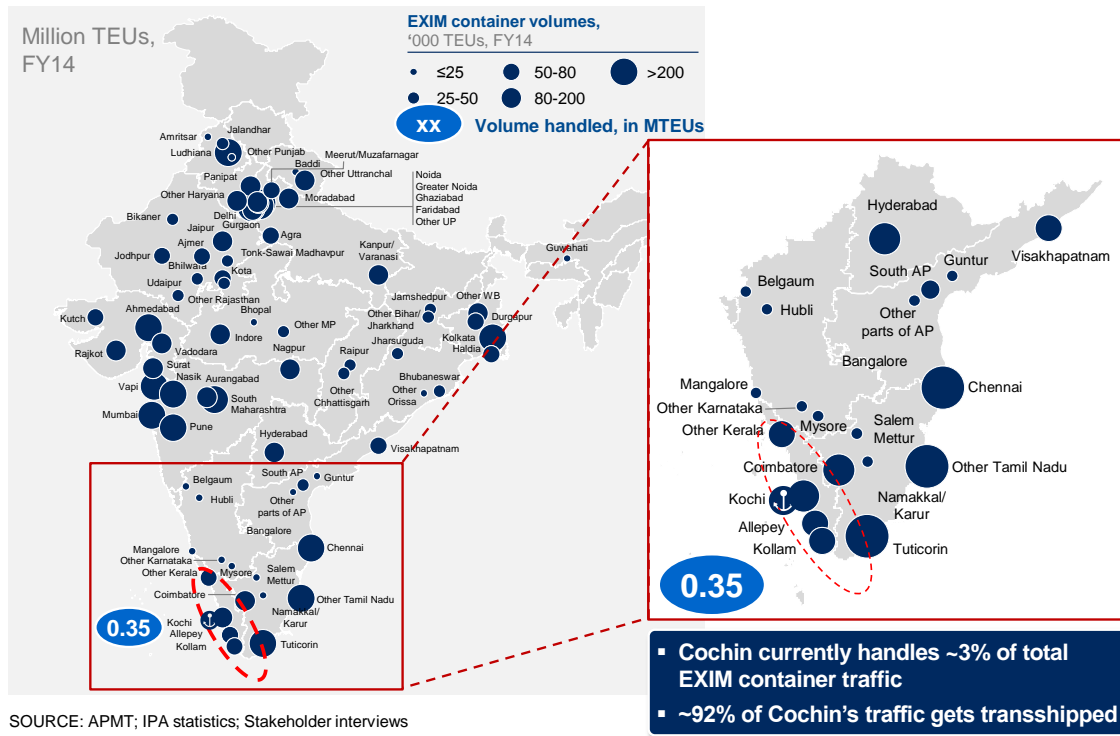 Million TEUs,
FY14
EXIM container volumes,
‘000 TEUs, FY14
≤25
50-80
>200
25-50
80-200
xx
Volume handled, in MTEUs
Amritsar
Jalandhar
Ludhiana
Other Punjab
Meerut/Muzafarnagar
Baddi
Panipat
Other Uttranchal
Noida
Greater Noida
Ghaziabad
Faridabad
Other UP
Other Haryana
Moradabad
Bikaner
Delhi
Gurgaon
Jaipur
Agra
Ajmer
Jodhpur
Tonk-Sawai Madhavpur
Kanpur/
Varanasi
Guwahati
Bhilwara
Kota
Udaipur
Other Rajasthan
Jamshedpur
Other WB
Kutch
Ahmedabad
Bhopal
Other Bihar/
Jharkhand
Durgapur
Other MP
Indore
Kolkata
Haldia
Rajkot
Vadodara
Nagpur
Raipur
Jharsuguda
Surat
Nasik
Aurangabad
Bhubaneswar
Vapi
South
Maharashtra
Other
Chhattisgarh
Other
Orissa
Mumbai
Pune
Hyderabad
Visakhapatnam
South AP
Guntur
Belgaum
Hubli
Other
parts of AP
Bangalore
Chennai
Mangalore
Other Karnataka
Other Kerala
Mysore
Salem
Mettur
Coimbatore
Other Tamil Nadu
Namakkal/
Karur
0.35
Kochi
Allepey
Kollam
Tuticorin
Hyderabad
Visakhapatnam
South AP
Guntur
Belgaum
Hubli
Other
parts of AP
Bangalore
Mangalore
Chennai
Other Karnataka
Other Kerala
Mysore
Salem
Mettur
Coimbatore
Other Tamil Nadu
Kochi
Namakkal/
Karur
Allepey
Kollam
Tuticorin
0.35
▪ Cochin currently handles ~3% of total
EXIM container traffic
▪ ~92% of Cochin’s traffic gets transshipped
SOURCE: APMT; IPA statistics; Stakeholder interviews